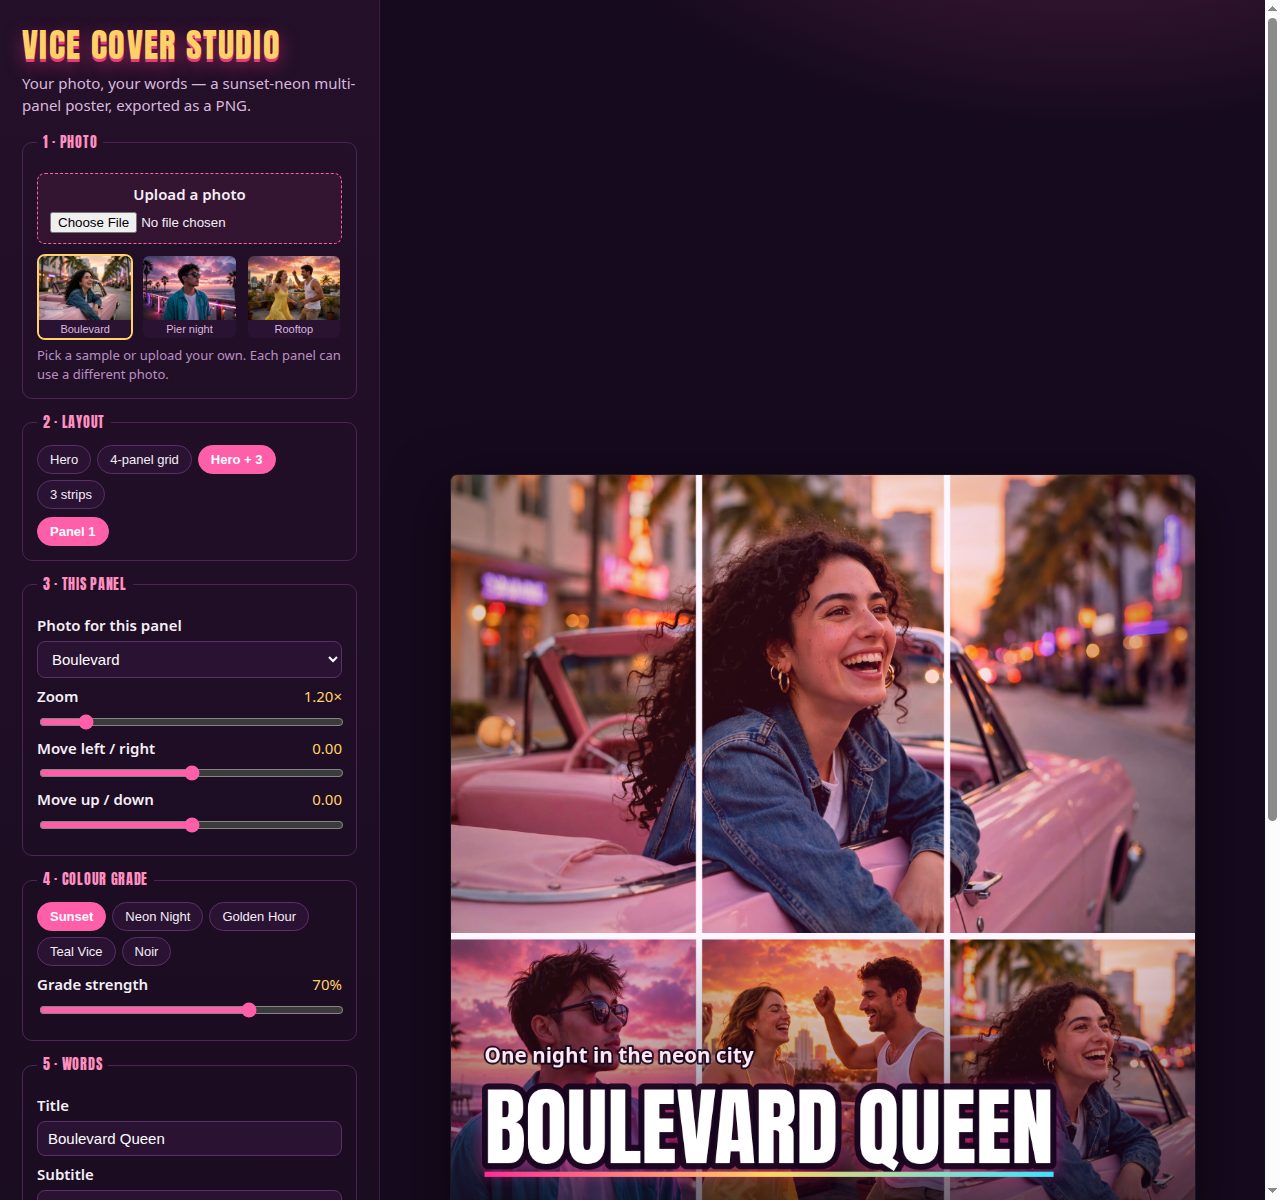 VICE COVER STUDIO
Your photo, your words — a sunset-neon multi-
panel poster, exported as a PNG.
1 · PHOTO
Upload a photo
Choose File No file chosen
Boulevard Pier night Rooftop
Pick a sample or upload your own. Each panel can
use a different photo.
2 · LAYOUT
Hero 4-panel grid Hero + 3
3 strips
Panel 1
3 · THIS PANEL
Photo for this panel
Boulevard
Zoom 1.20×
Move left / right 0.00
Move up / down 0.00
4 · COLOUR GRADE
Sunset Neon Night Golden Hour
Teal Vice Noir
Grade strength 70%
5 · WORDS
Title
Boulevard Queen
Subtitle
One night in the neon city
BOULEVARD QUEEN